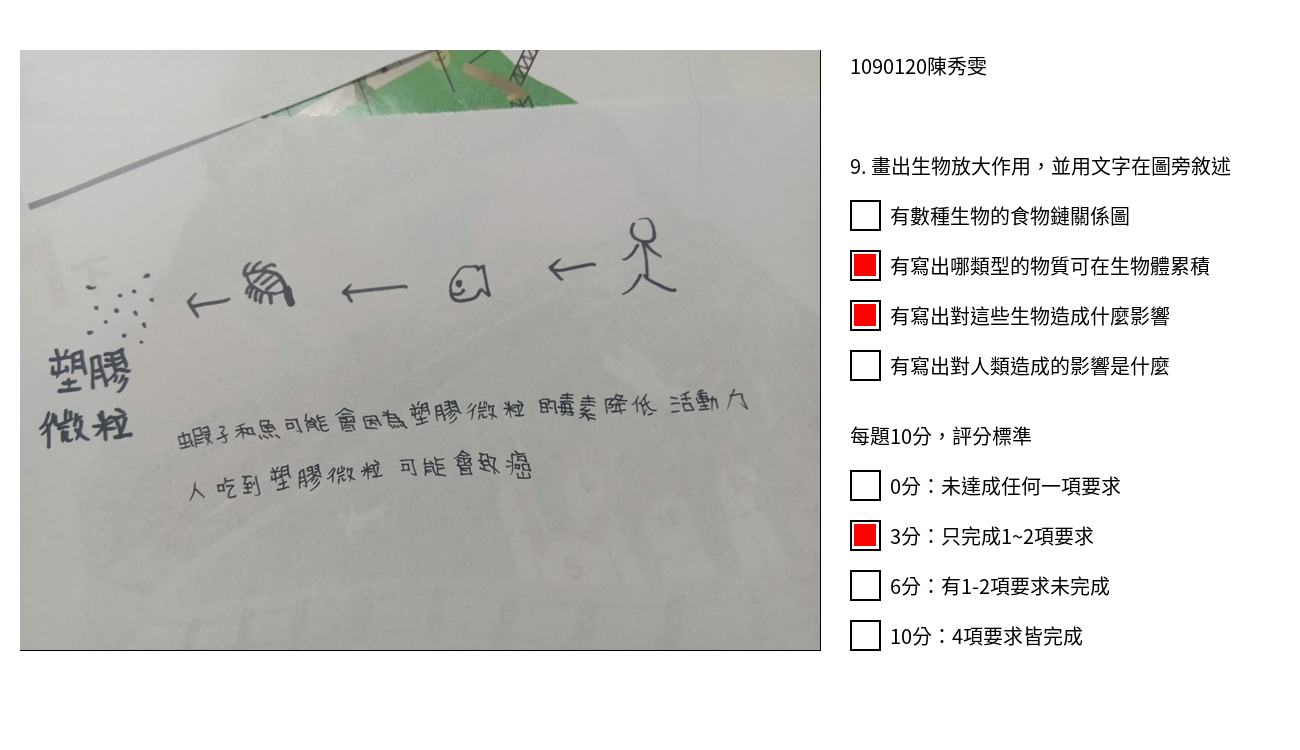 1090120陳秀雯
9. 畫出生物放大作用，並用文字在圖旁敘述
有數種生物的食物鏈關係圖
有寫出哪類型的物質可在生物體累積
有寫出對這些生物造成什麼影響
有寫出對人類造成的影響是什麼
每題10分，評分標準
0分：未達成任何一項要求
3分：只完成1~2項要求
6分：有1-2項要求未完成
10分：4項要求皆完成
塑膠
微粒
蝦子和魚可能會因為塑膠微粒的毒素降低活動力
人吃到塑膠微粒可能會致癌